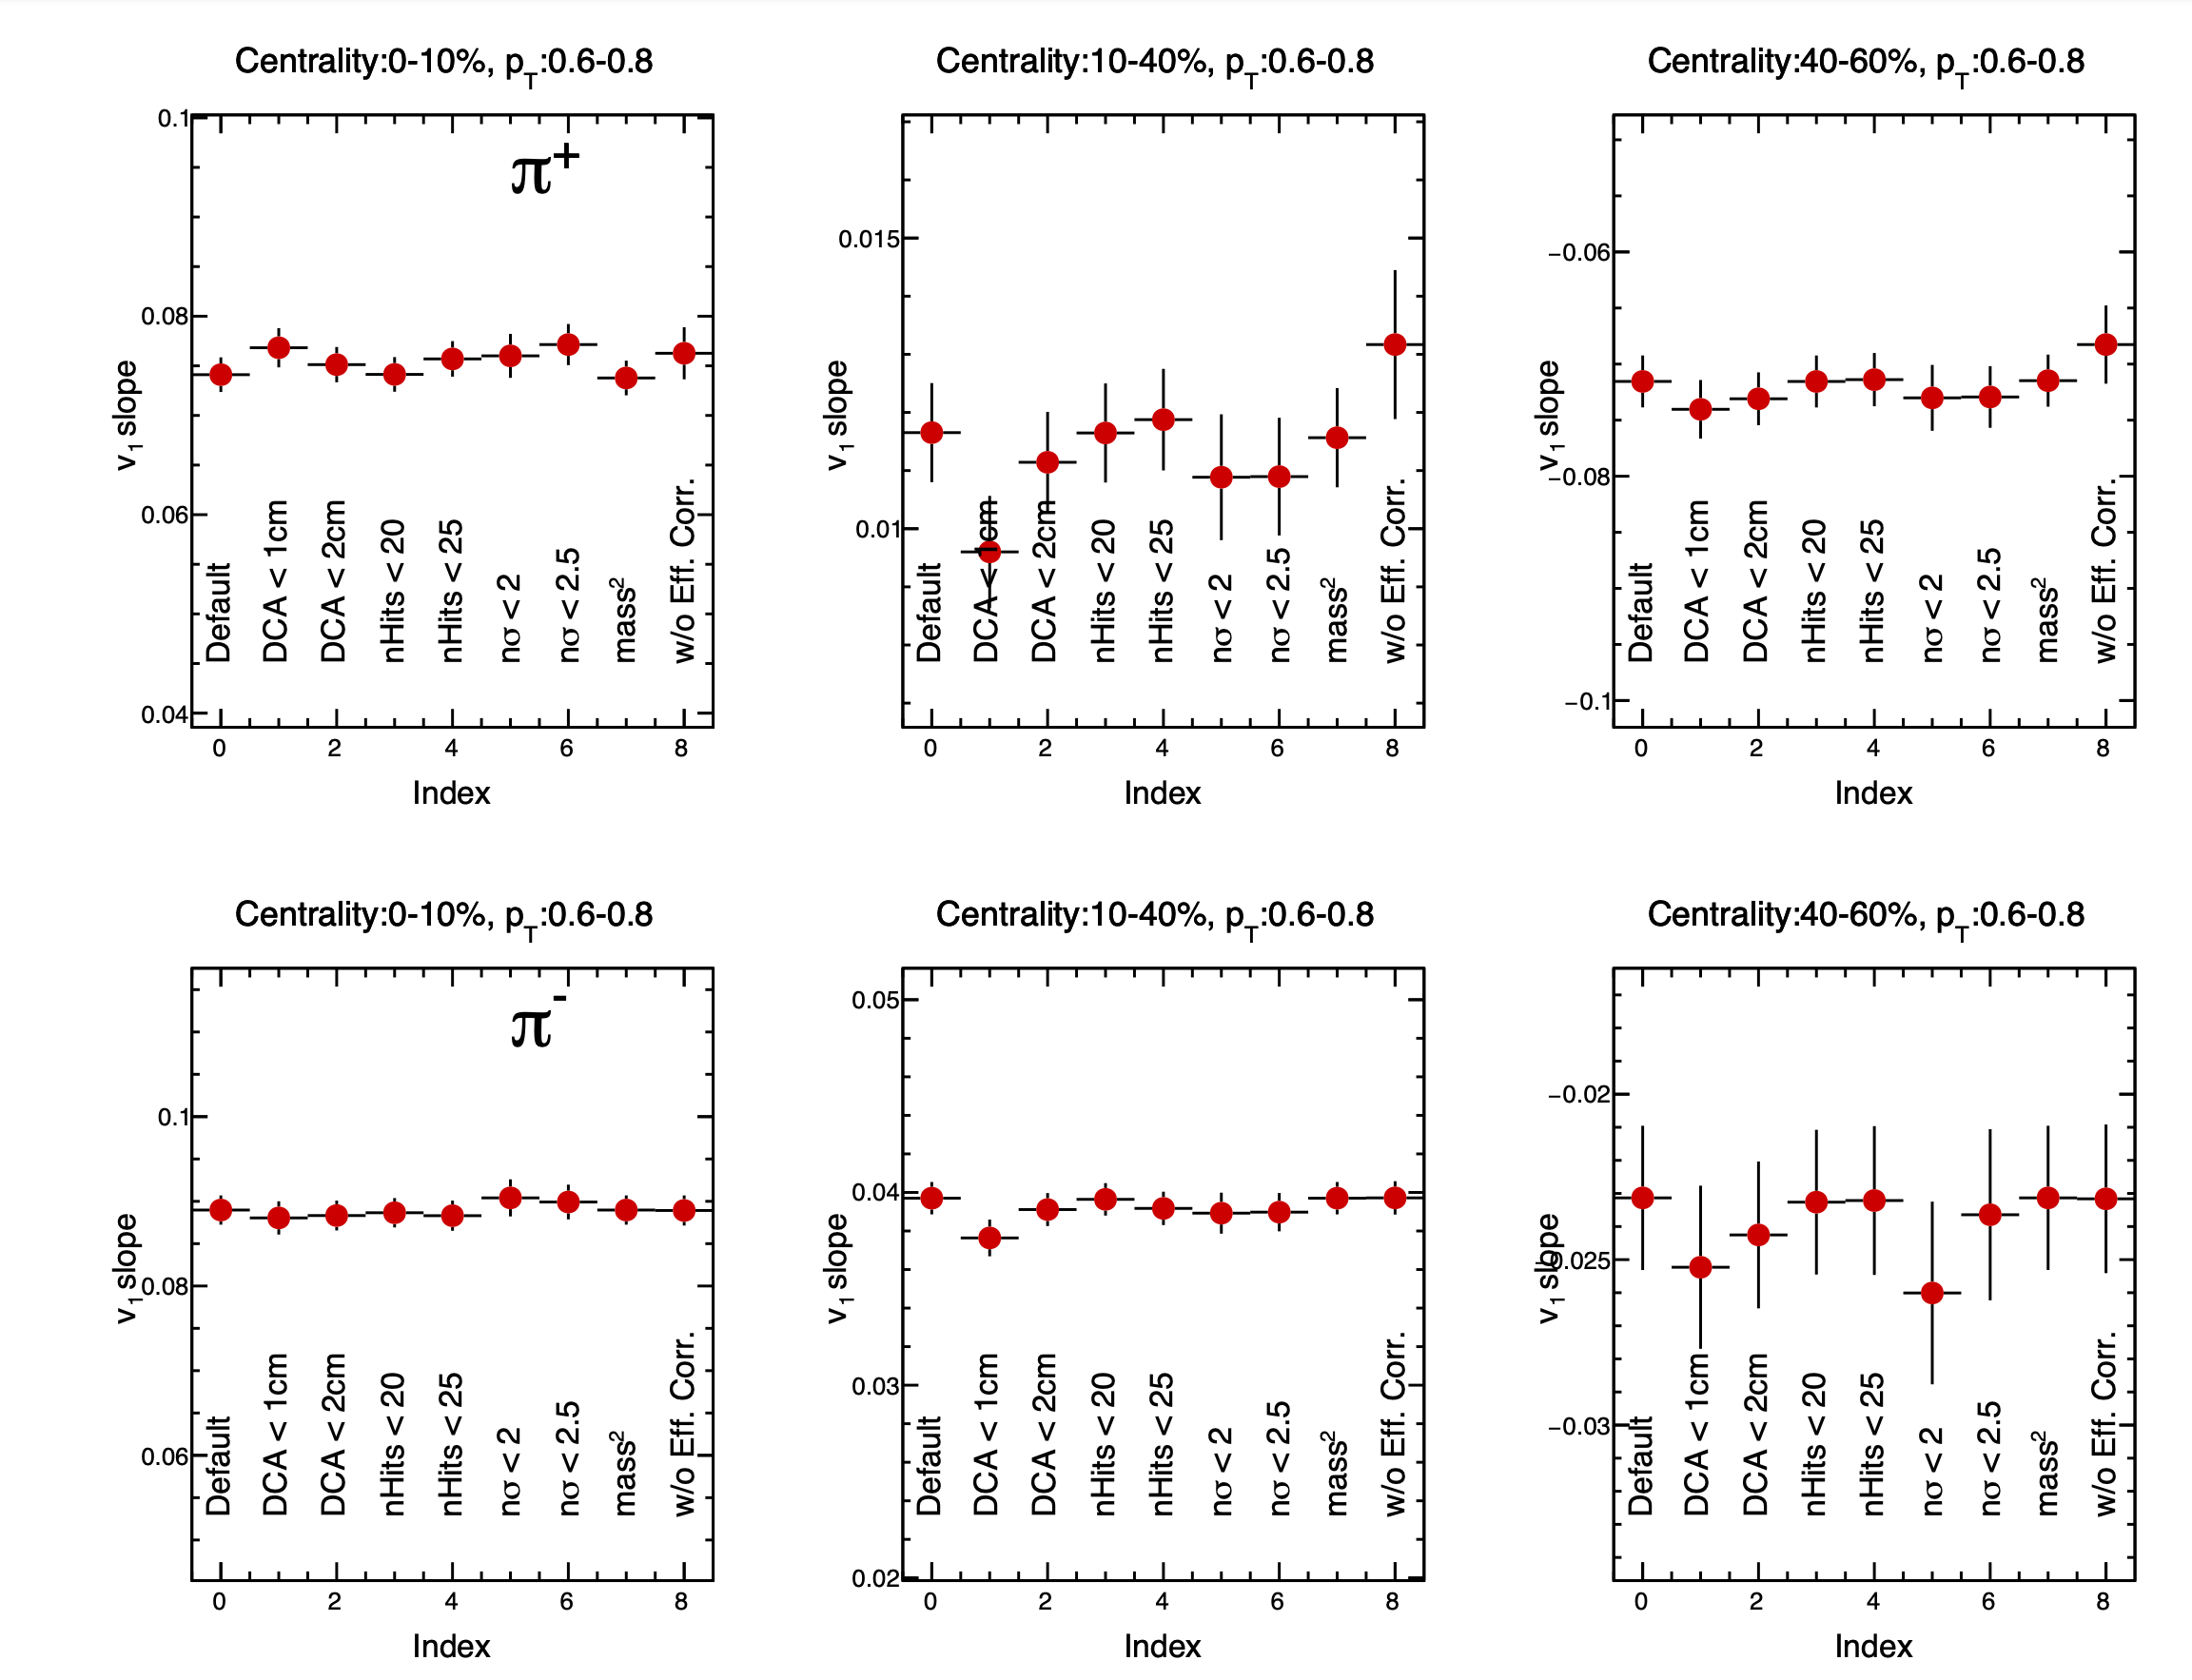 Centrality:0-10%, pT:0.6-0.8
0.1
0.08
0.06
0.04
v1 slope
π+
Default
DCA < 1cm
DCA < 2cm
nHits < 20
nHits < 25
nσ < 2
nσ < 2.5
mass2
w/o Eff. Corr.
0 2 4 6 8
Index
Centrality:10-40%, pT:0.6-0.8
0.015
0.01
v1 slope
Default
DCA < 1cm
DCA < 2cm
nHits < 20
nHits < 25
nσ < 2
nσ < 2.5
mass2
w/o Eff. Corr.
0 2 4 6 8
Index
Centrality:40-60%, pT:0.6-0.8
−0.06
−0.08
−0.1
v1 slope
Default
DCA < 1cm
DCA < 2cm
nHits < 20
nHits < 25
nσ < 2
nσ < 2.5
mass2
w/o Eff. Corr.
0 2 4 6 8
Index
Centrality:0-10%, pT:0.6-0.8
0.1
0.08
0.06
v1 slope
π-
Default
DCA < 1cm
DCA < 2cm
nHits < 20
nHits < 25
nσ < 2
nσ < 2.5
mass2
w/o Eff. Corr.
0 2 4 6 8
Index
Centrality:10-40%, pT:0.6-0.8
0.05
0.04
0.03
0.02
v1 slope
Default
DCA < 1cm
DCA < 2cm
nHits < 20
nHits < 25
nσ < 2
nσ < 2.5
mass2
w/o Eff. Corr.
0 2 4 6 8
Index
Centrality:40-60%, pT:0.6-0.8
−0.02
−0.025
−0.03
v1 slope
Default
DCA < 1cm
DCA < 2cm
nHits < 20
nHits < 25
nσ < 2
nσ < 2.5
mass2
w/o Eff. Corr.
0 2 4 6 8
Index